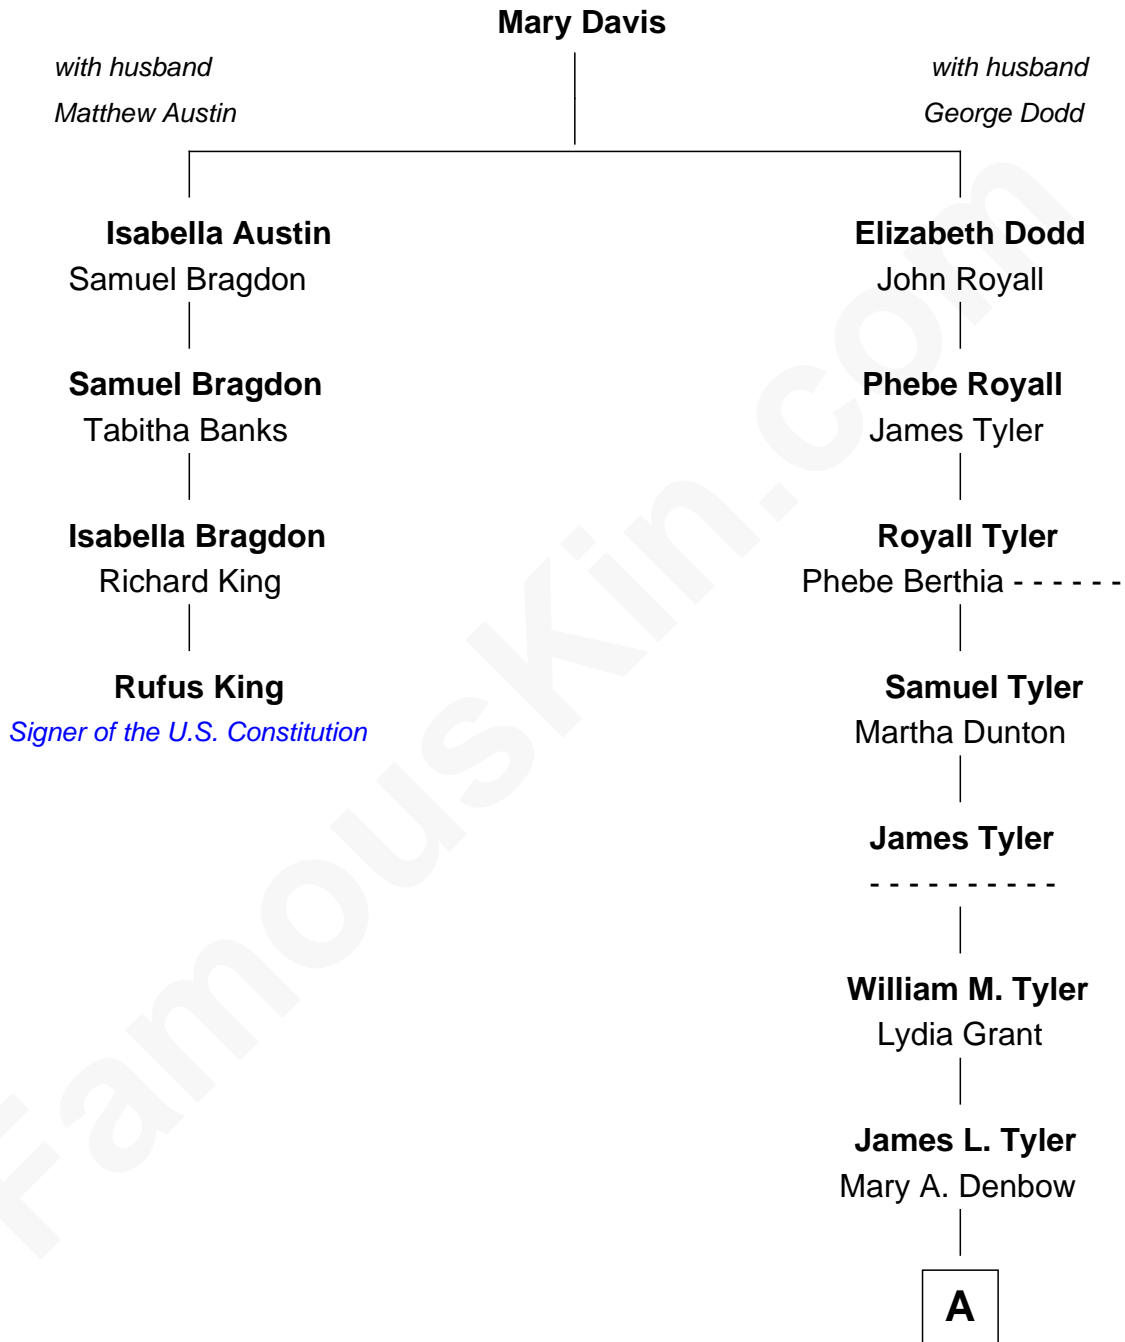 Mary Davis
with husband
Matthew Austin
with husband
George Dodd
Isabella Austin
Samuel Bragdon
Samuel Bragdon
Tabitha Banks
Isabella Bragdon
Richard King
Rufus King
Signer of the U.S. Constitution
Elizabeth Dodd
John Royall
Phebe Royall
James Tyler
Royall Tyler
Phebe Berthia - - - - - -
Samuel Tyler
Martha Dunton
James Tyler
- - - - - - - - - -
William M. Tyler
Lydia Grant
James L. Tyler
Mary A. Denbow
A
FamousKin.com